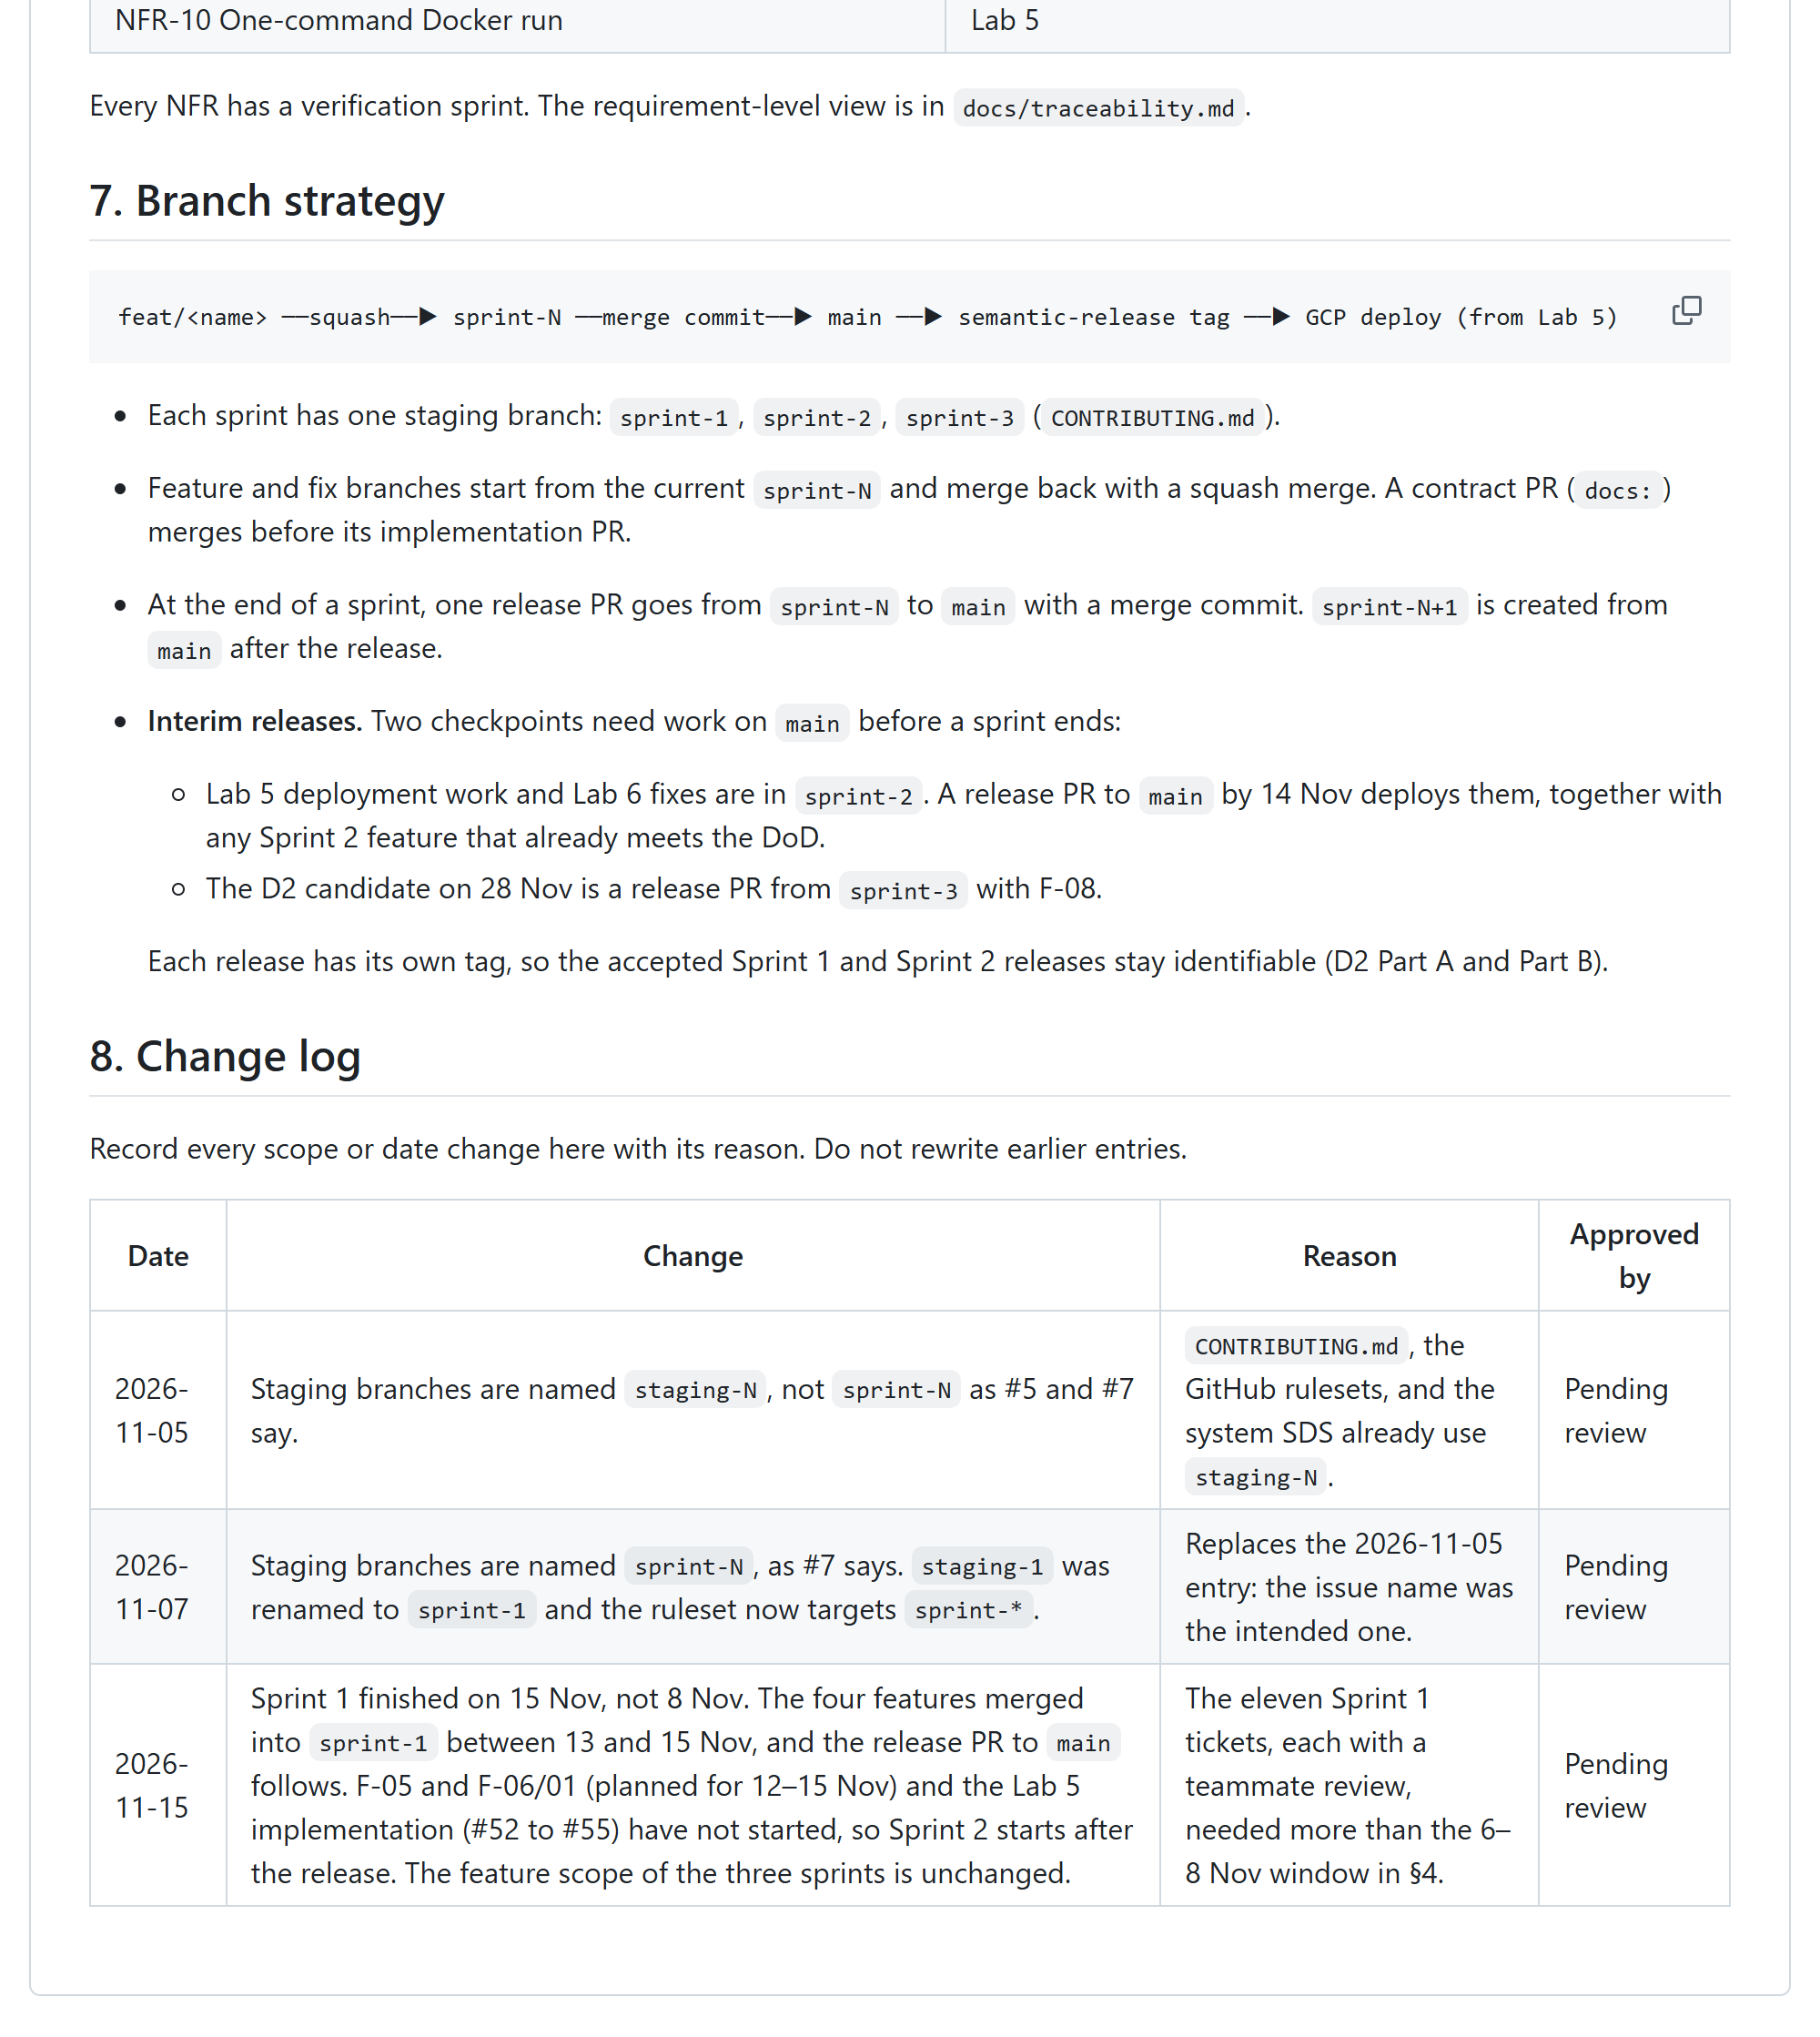 NFR-10 One-command Docker run
Lab 5
Every NFR has a verification sprint. The requirement-level view is in docs/traceability.md.
7. Branch strategy
feat/<name> ──squash──▶ sprint-N ──merge commit──▶ main ──▶ semantic-release tag ──▶ GCP deploy (from Lab 5)
• Each sprint has one staging branch: sprint-1, sprint-2, sprint-3 (CONTRIBUTING.md).
• Feature and fix branches start from the current sprint-N and merge back with a squash merge. A contract PR (docs:)
merges before its implementation PR.
• At the end of a sprint, one release PR goes from sprint-N to main with a merge commit. sprint-N+1 is created from
main after the release.
• Interim releases. Two checkpoints need work on main before a sprint ends:
◦ Lab 5 deployment work and Lab 6 fixes are in sprint-2. A release PR to main by 14 Nov deploys them, together with
any Sprint 2 feature that already meets the DoD.
◦ The D2 candidate on 28 Nov is a release PR from sprint-3 with F-08.
Each release has its own tag, so the accepted Sprint 1 and Sprint 2 releases stay identifiable (D2 Part A and Part B).
8. Change log
Record every scope or date change here with its reason. Do not rewrite earlier entries.
Date
Change
Reason
Approved
by
2026-
11-05
Staging branches are named staging-N, not sprint-N as #5 and #7
say.
CONTRIBUTING.md, the
GitHub rulesets, and the
system SDS already use
staging-N.
Pending
review
2026-
11-07
Staging branches are named sprint-N, as #7 says. staging-1 was
renamed to sprint-1 and the ruleset now targets sprint-*.
Replaces the 2026-11-05
entry: the issue name was
the intended one.
Pending
review
2026-
11-15
Sprint 1 finished on 15 Nov, not 8 Nov. The four features merged
into sprint-1 between 13 and 15 Nov, and the release PR to main
follows. F-05 and F-06/01 (planned for 12–15 Nov) and the Lab 5
implementation (#52 to #55) have not started, so Sprint 2 starts after
the release. The feature scope of the three sprints is unchanged.
The eleven Sprint 1
tickets, each with a
teammate review,
needed more than the 6–
8 Nov window in §4.
Pending
review